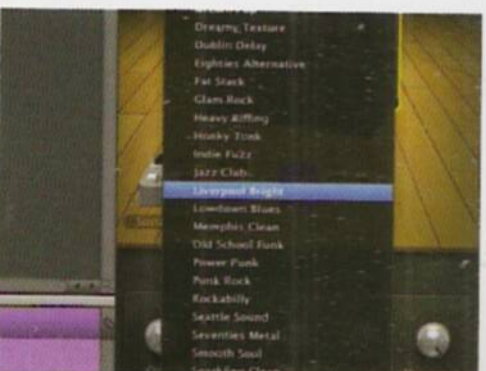 Dreamy Texture
Dublin Delay
Eighties Alternative
Fat Stack
Glam Rock
Heavy Riffing
Honky Tonk
Indie Fuzz
Jazz Club
Liverpool Bright
Lowdown Blues
Memphis Clean
Old School Funk
Power Punk
Punk Rock
Rockabilly
Seattle Sound
Seventies Metal
Smooth Soul